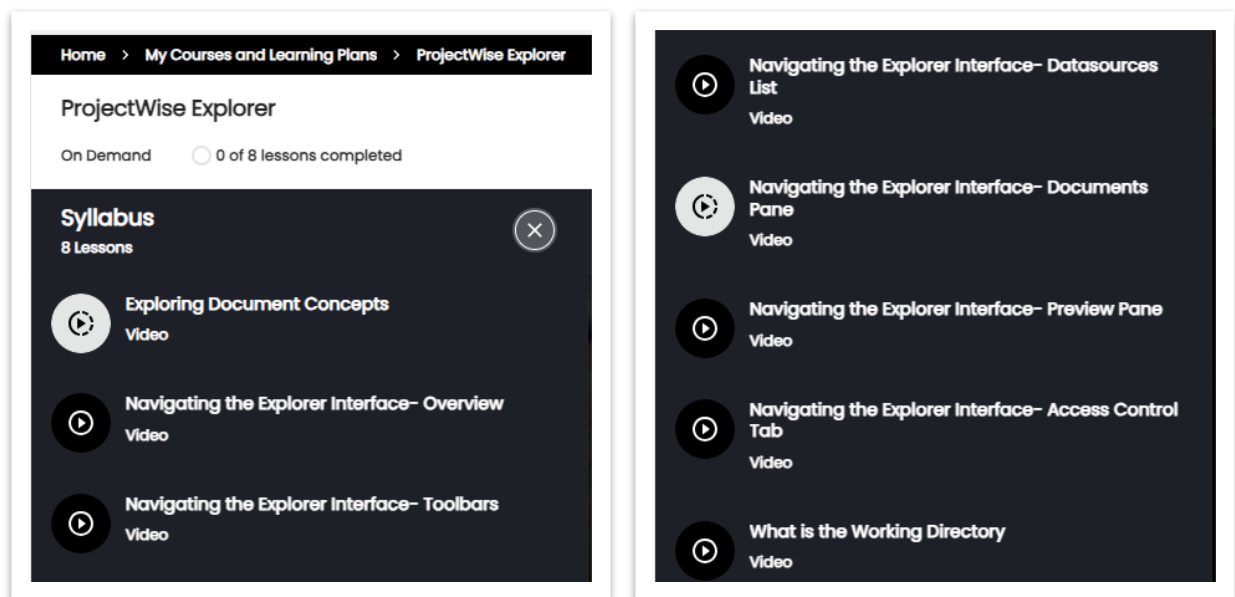 Home > My Courses and Learning Plans > ProjectWise Explorer
ProjectWise Explorer
On Demand 0 of 8 lessons completed
Syllabus
8 Lessons
Exploring Document Concepts
Video
Navigating the Explorer Interface- Overview
Video
Navigating the Explorer Interface- Toolbars
Video
Navigating the Explorer Interface- Datasources
List
Video
Navigating the Explorer Interface- Documents
Pane
Video
Navigating the Explorer Interface- Preview Pane
Video
Navigating the Explorer Interface- Access Control
Tab
Video
What is the Working Directory
Video